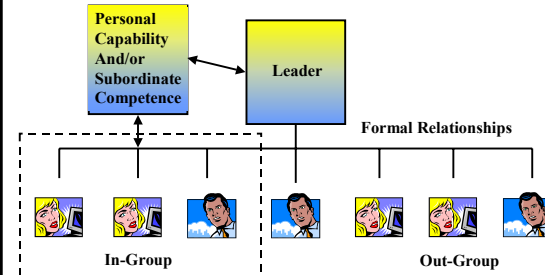 Personal
Capability
And/or
Subordinate
Competence
Leader
Formal Relationships
In-Group
Out-Group